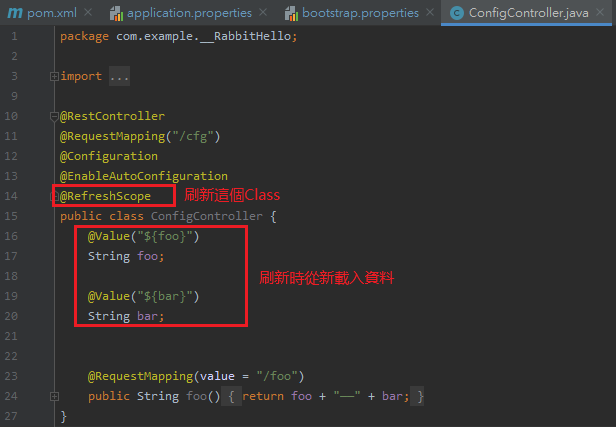 pom.xml × application.properties × bootstrap.properties × ConfigController.java ×
1 package com.example.__RabbitHello;
2
3 import ...
9
10 @RestController
11 @RequestMapping("/cfg")
12 @Configuration
13 @EnableAutoConfiguration
14 @RefreshScope 刷新這個Class
15 public class ConfigController {
16 @Value("${foo}")
17 String foo;
18 刷新時從新載入資料
19 @Value("${bar}")
20 String bar;
21
22
23 @RequestMapping(value = "/foo")
24 public String foo() { return foo + "——" + bar; }
27 }